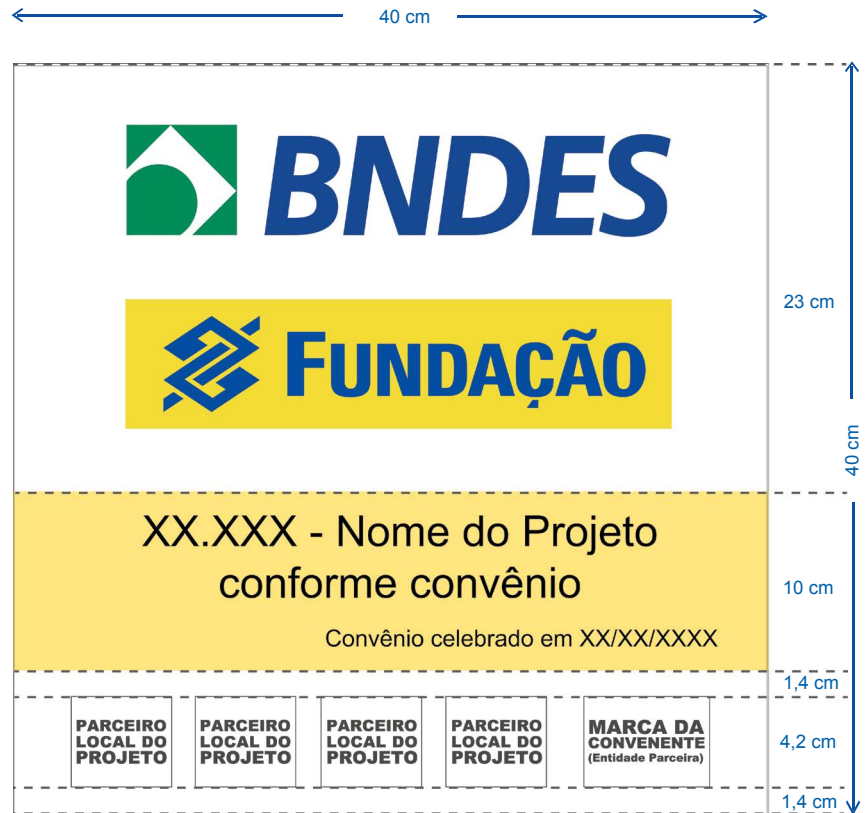 40 cm
BNDES
23 cm
FUNDAÇÃO
40 cm
XX.XXX - Nome do Projeto
conforme convênio
10 cm
Convênio celebrado em XX/XX/XXXX
1,4 cm
PARCEIRO
LOCAL DO
PROJETO
PARCEIRO
LOCAL DO
PROJETO
PARCEIRO
LOCAL DO
PROJETO
PARCEIRO
LOCAL DO
PROJETO
MARCA DA
CONVENENTE
(Entidade Parceira)
4,2 cm
1,4 cm